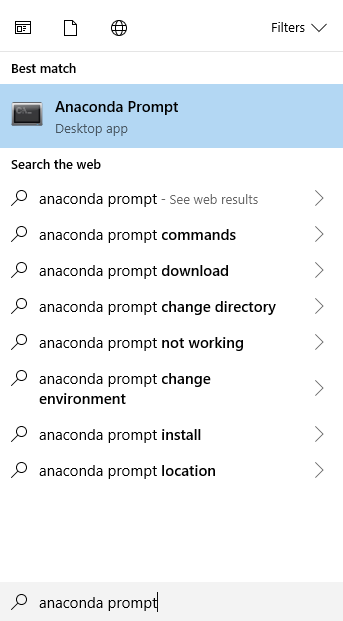 Filters
Best match
Anaconda Prompt
Desktop app
Search the web
anaconda prompt - See web results
anaconda prompt commands
anaconda prompt download
anaconda prompt change directory
anaconda prompt not working
anaconda prompt change
environment
anaconda prompt install
anaconda prompt location
anaconda prompt